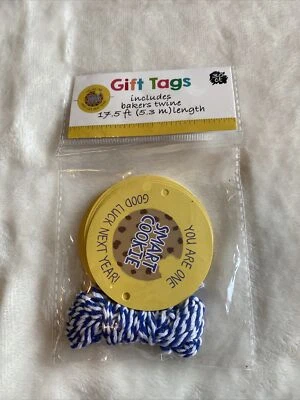 Gift Tags
includes
bakers twine
17.5 ft (5.3 m) length
YOU ARE ONE
SMART
COOKIE
GOOD LUCK NEXT YEAR!